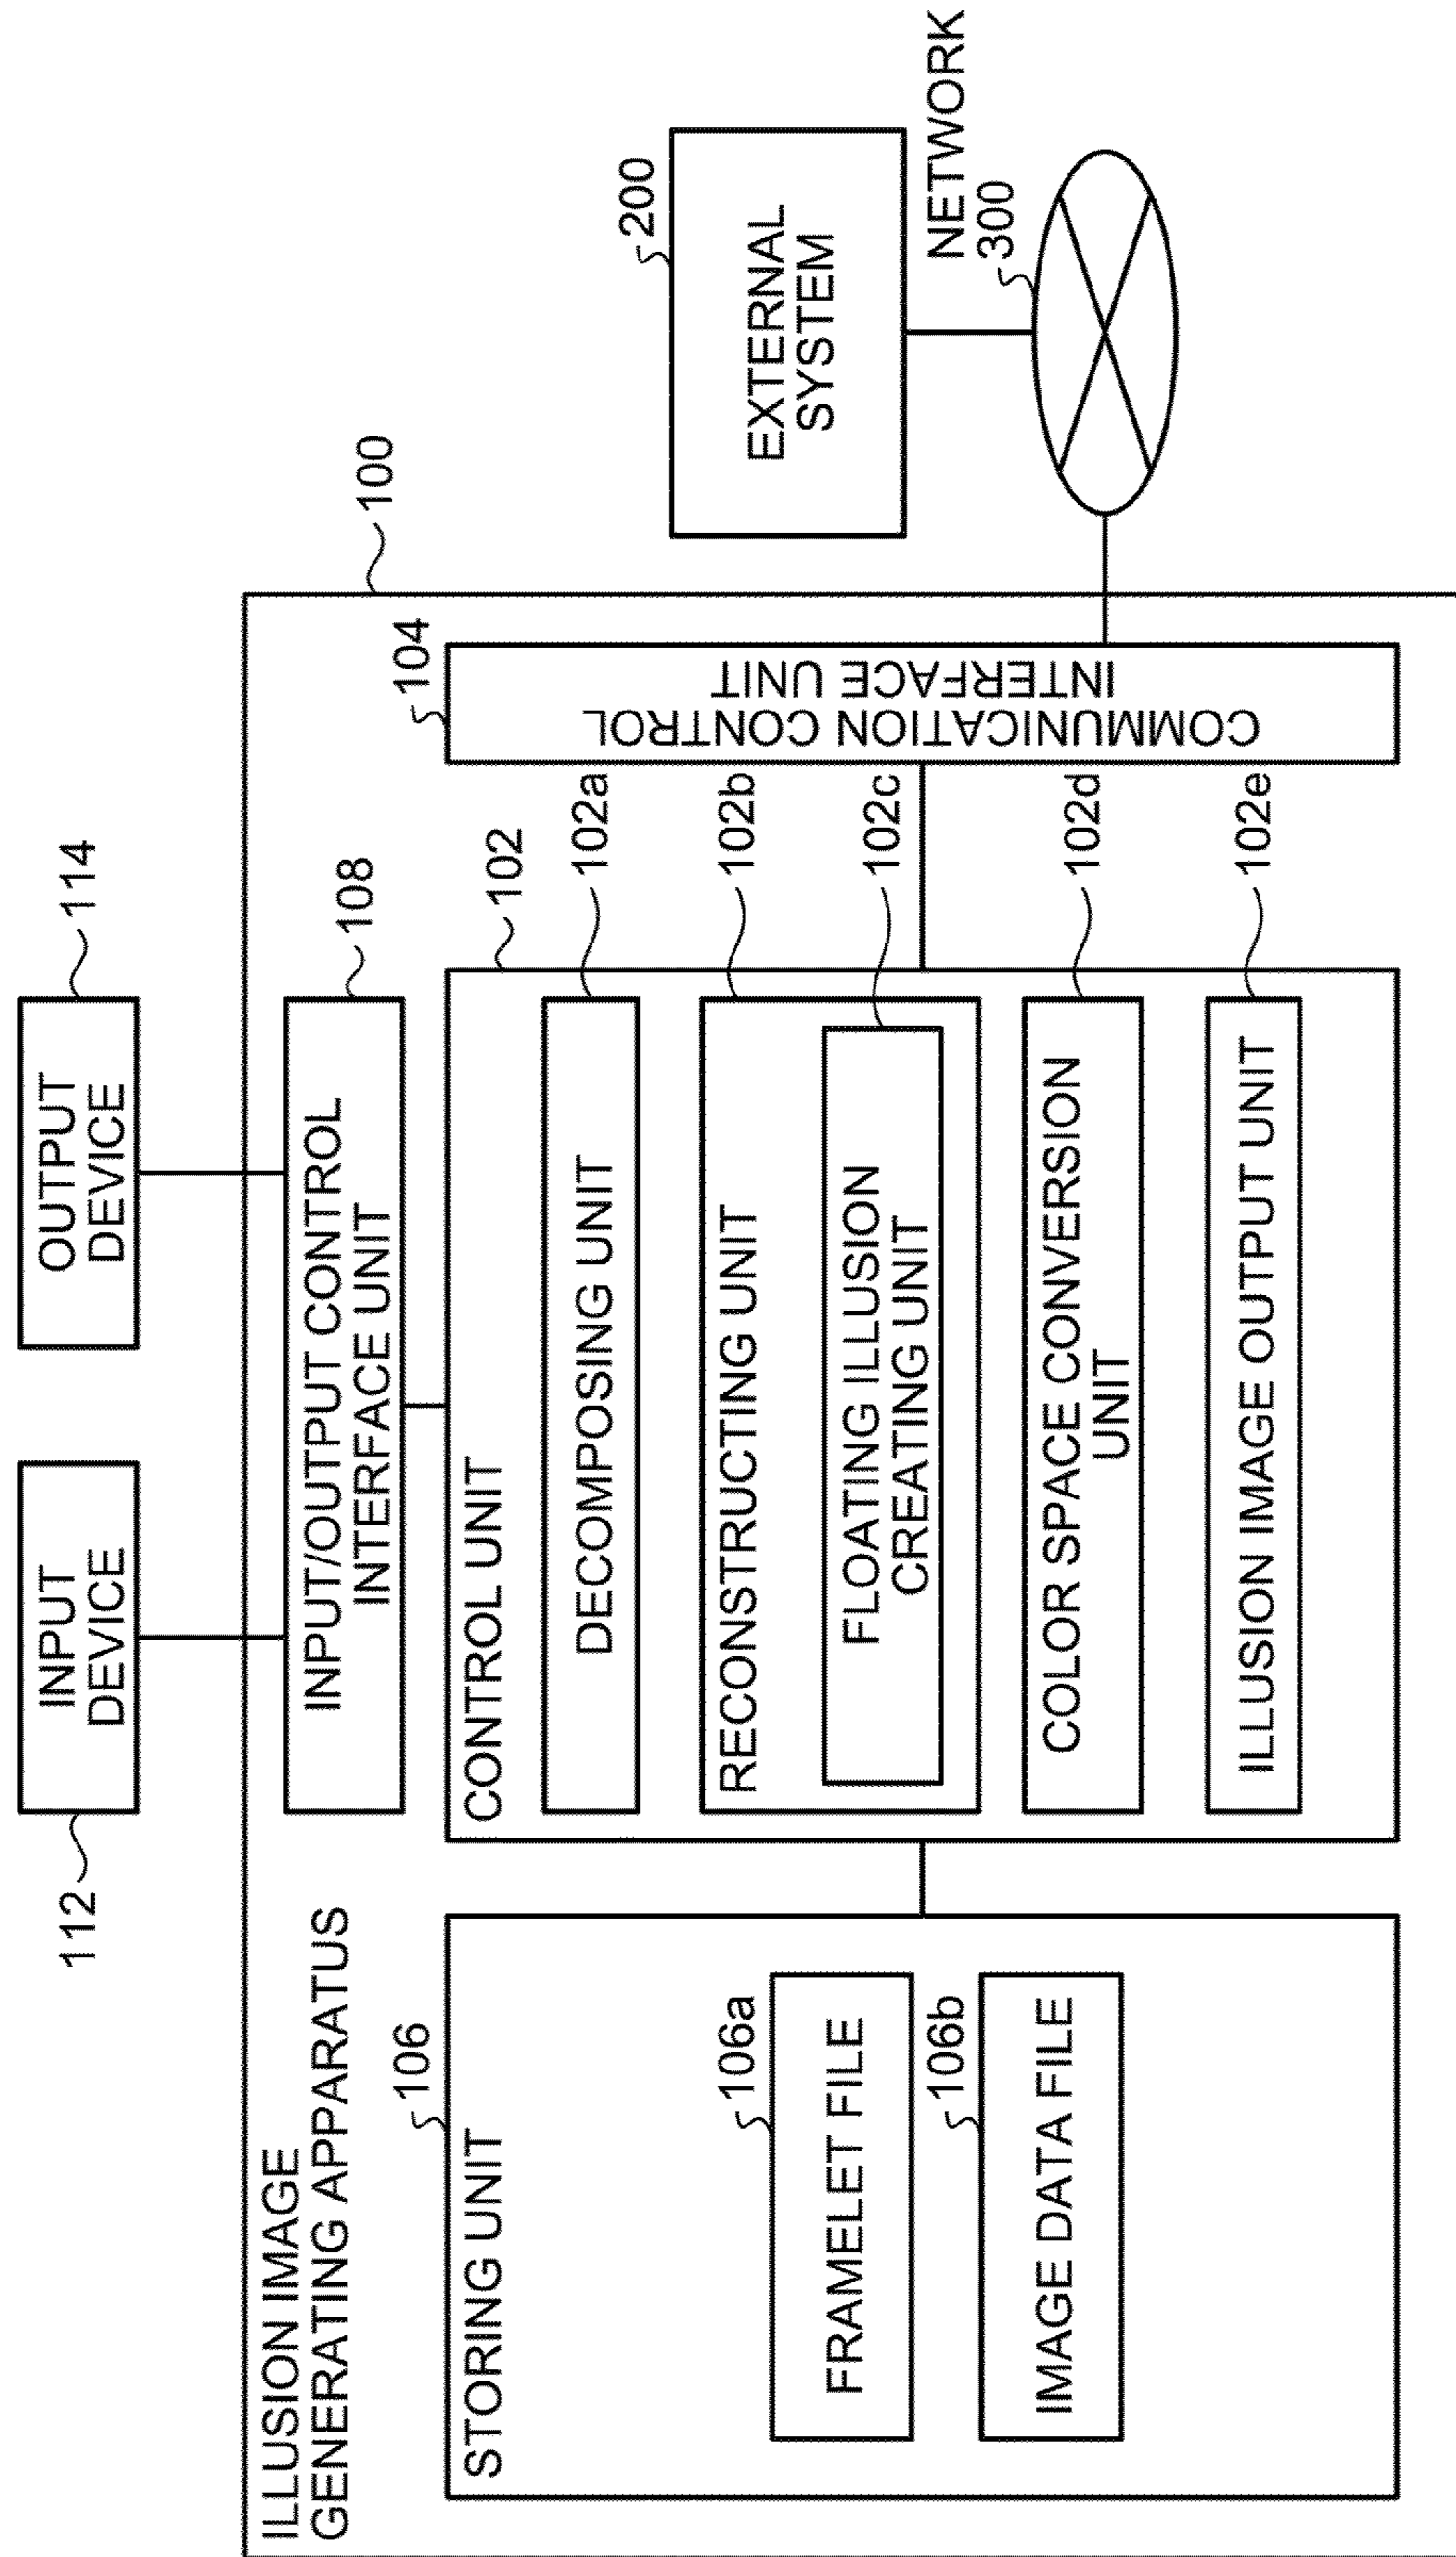 112
INPUT
DEVICE
OUTPUT
DEVICE
114
ILLUSION IMAGE
GENERATING APPARATUS
100
INPUT/OUTPUT CONTROL
INTERFACE UNIT
108
STORING UNIT
106
FRAMELET FILE
106a
IMAGE DATA FILE
106b
CONTROL UNIT
102
DECOMPOSING UNIT
102a
RECONSTRUCTING UNIT
102b
FLOATING ILLUSION
CREATING UNIT
102c
COLOR SPACE CONVERSION
UNIT
102d
ILLUSION IMAGE OUTPUT UNIT
102e
104
COMMUNICATION CONTROL
INTERFACE UNIT
200
EXTERNAL
SYSTEM
NETWORK
300